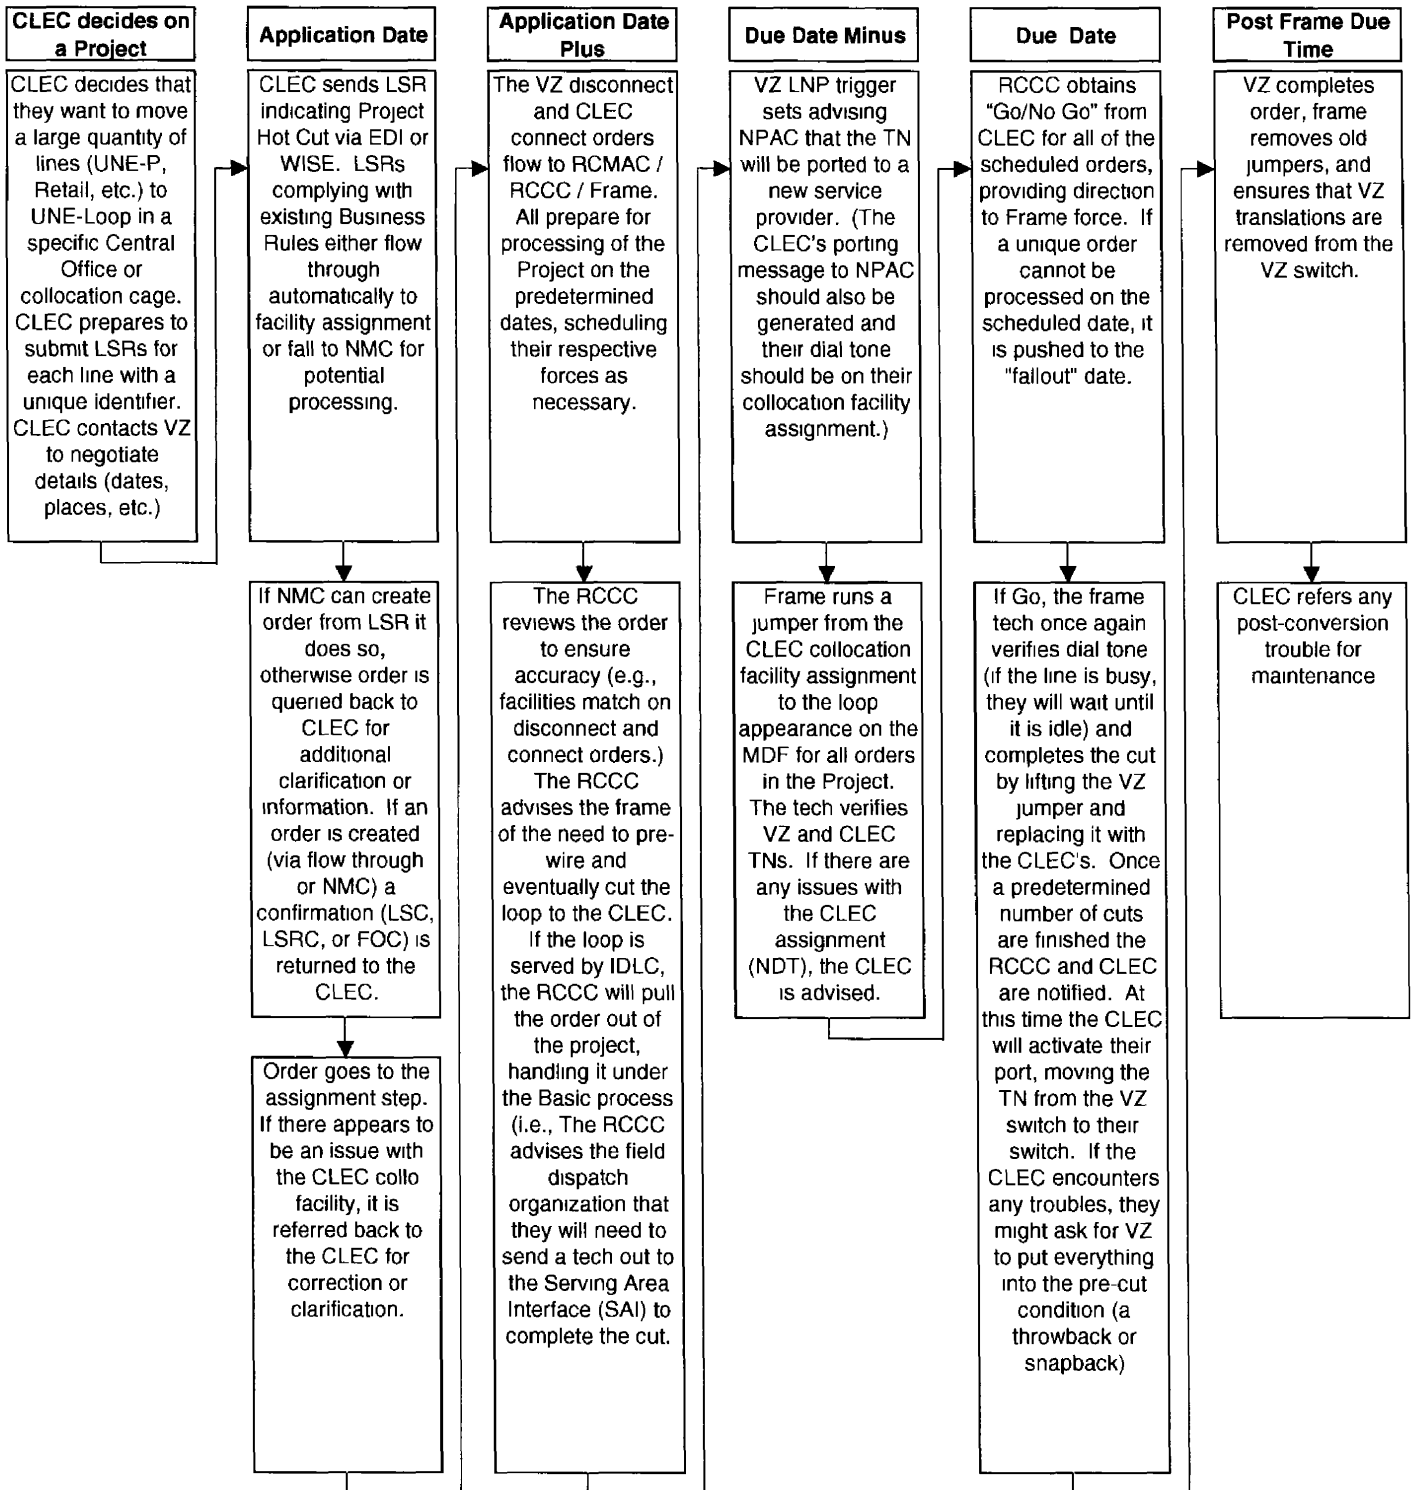 CLEC decides on
a Project
CLEC decides that
they want to move
a large quantity of
lines (UNE-P,
Retail, etc.) to
UNE-Loop in a
specific Central
Office or
collocation cage.
CLEC prepares to
submit LSRs for
each line with a
unique identifier.
CLEC contacts VZ
to negotiate
details (dates,
places, etc.)
Application Date
CLEC sends LSR
indicating Project
Hot Cut via EDI or
WISE. LSRs
complying with
existing Business
Rules either flow
through
automatically to
facility assignment
or fall to NMC for
potential
processing.
If NMC can create
order from LSR it
does so,
otherwise order is
queried back to
CLEC for
additional
clarification or
information. If an
order is created
(via flow through
or NMC) a
confirmation (LSC,
LSRC, or FOC) is
returned to the
CLEC.
Order goes to the
assignment step.
If there appears to
be an issue with
the CLEC collo
facility, it is
referred back to
the CLEC for
correction or
clarification.
Application Date
Plus
The VZ disconnect
and CLEC
connect orders
flow to RCMAC /
RCCC / Frame.
All prepare for
processing of the
Project on the
predetermined
dates, scheduling
their respective
forces as
necessary.
The RCCC
reviews the order
to ensure
accuracy (e.g.,
facilities match on
disconnect and
connect orders.)
The RCCC
advises the frame
of the need to pre-
wire and
eventually cut the
loop to the CLEC.
If the loop is
served by IDLC,
the RCCC will pull
the order out of
the project,
handling it under
the Basic process
(i.e., The RCCC
advises the field
dispatch
organization that
they will need to
send a tech out to
the Serving Area
Interface (SAI) to
complete the cut.
Due Date Minus
VZ LNP trigger
sets advising
NPAC that the TN
will be ported to a
new service
provider. (The
CLEC's porting
message to NPAC
should also be
generated and
their dial tone
should be on their
collocation facility
assignment.)
Frame runs a
jumper from the
CLEC collocation
facility assignment
to the loop
appearance on the
MDF for all orders
in the Project.
The tech verifies
VZ and CLEC
TNs. If there are
any issues with
the CLEC
assignment
(NDT), the CLEC
is advised.
Due Date
RCCC obtains
"Go/No Go" from
CLEC for all of the
scheduled orders,
providing direction
to Frame force. If
a unique order
cannot be
processed on the
scheduled date, it
is pushed to the
"fallout" date.
If Go, the frame
tech once again
verifies dial tone
(if the line is busy,
they will wait until
it is idle) and
completes the cut
by lifting the VZ
jumper and
replacing it with
the CLEC's. Once
a predetermined
number of cuts
are finished the
RCCC and CLEC
are notified. At
this time the CLEC
will activate their
port, moving the
TN from the VZ
switch to their
switch. If the
CLEC encounters
any troubles, they
might ask for VZ
to put everything
into the pre-cut
condition (a
throwback or
snapback)
Post Frame Due
Time
VZ completes
order, frame
removes old
jumpers, and
ensures that VZ
translations are
removed from the
VZ switch.
CLEC refers any
post-conversion
trouble for
maintenance